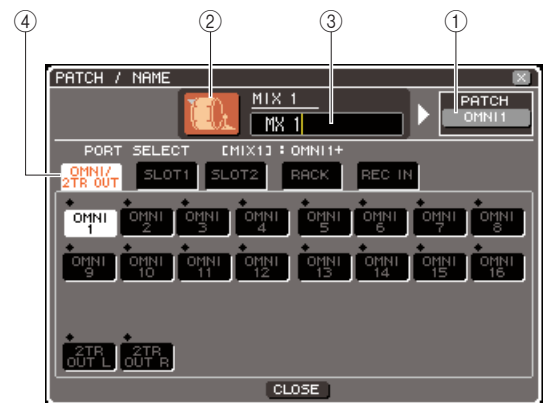 ④ ② ③ ①
PATCH / NAME
MIX 1
MX 1
PATCH
OMNI1
PORT SELECT [MIX1] : OMNI1+
OMNI/
2TR OUT
SLOT1 SLOT2 RACK REC IN
OMNI 1 OMNI 2 OMNI 3 OMNI 4 OMNI 5 OMNI 6 OMNI 7 OMNI 8
OMNI 9 OMNI 10 OMNI 11 OMNI 12 OMNI 13 OMNI 14 OMNI 15 OMNI 16
2TR OUT L 2TR OUT R
CLOSE